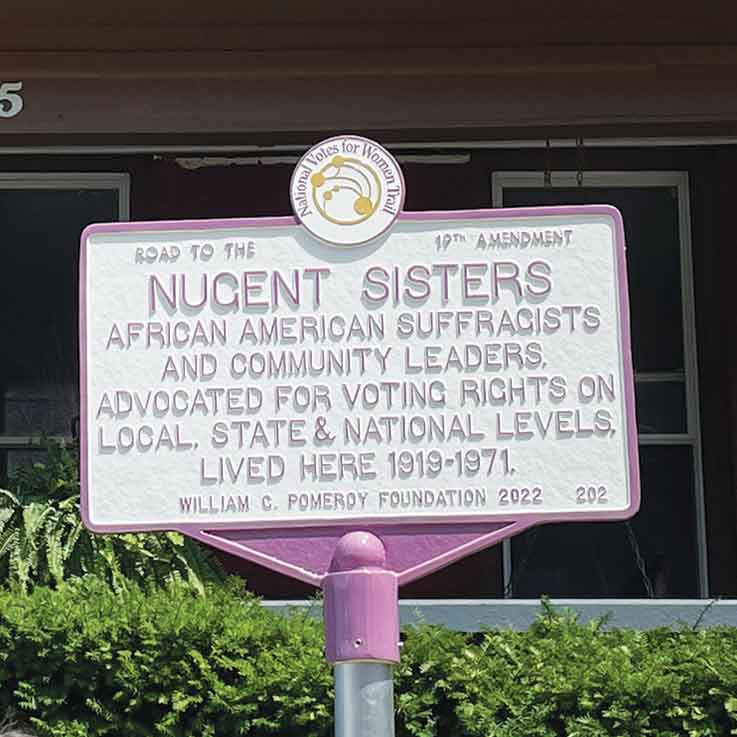 5
National Votes for Women Trail
ROAD TO THE 19TH AMENDMENT
NUGENT SISTERS
AFRICAN AMERICAN SUFFRAGISTS
AND COMMUNITY LEADERS.
ADVOCATED FOR VOTING RIGHTS ON
LOCAL, STATE & NATIONAL LEVELS.
LIVED HERE 1919-1971.
WILLIAM G. POMEROY FOUNDATION 2022 202